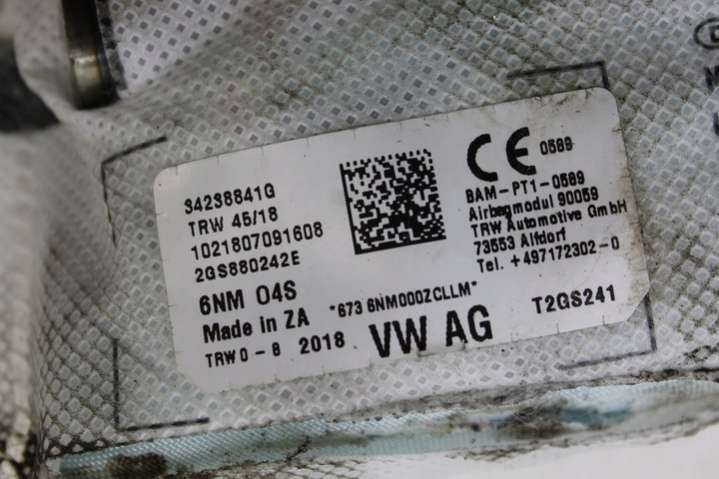 34238841G
TRW 45/18
1021807091608
2GS880242E
6NM 04S
Made in ZA
TRW 0-8 2018
"673 6NM000ZCLLM"
VW AG
CE 0589
BAM-PT1-0589
Airbagmodul 90059
TRW Automotive GmbH
73553 Alfdorf
Tel. +497172302-0
T2GS241